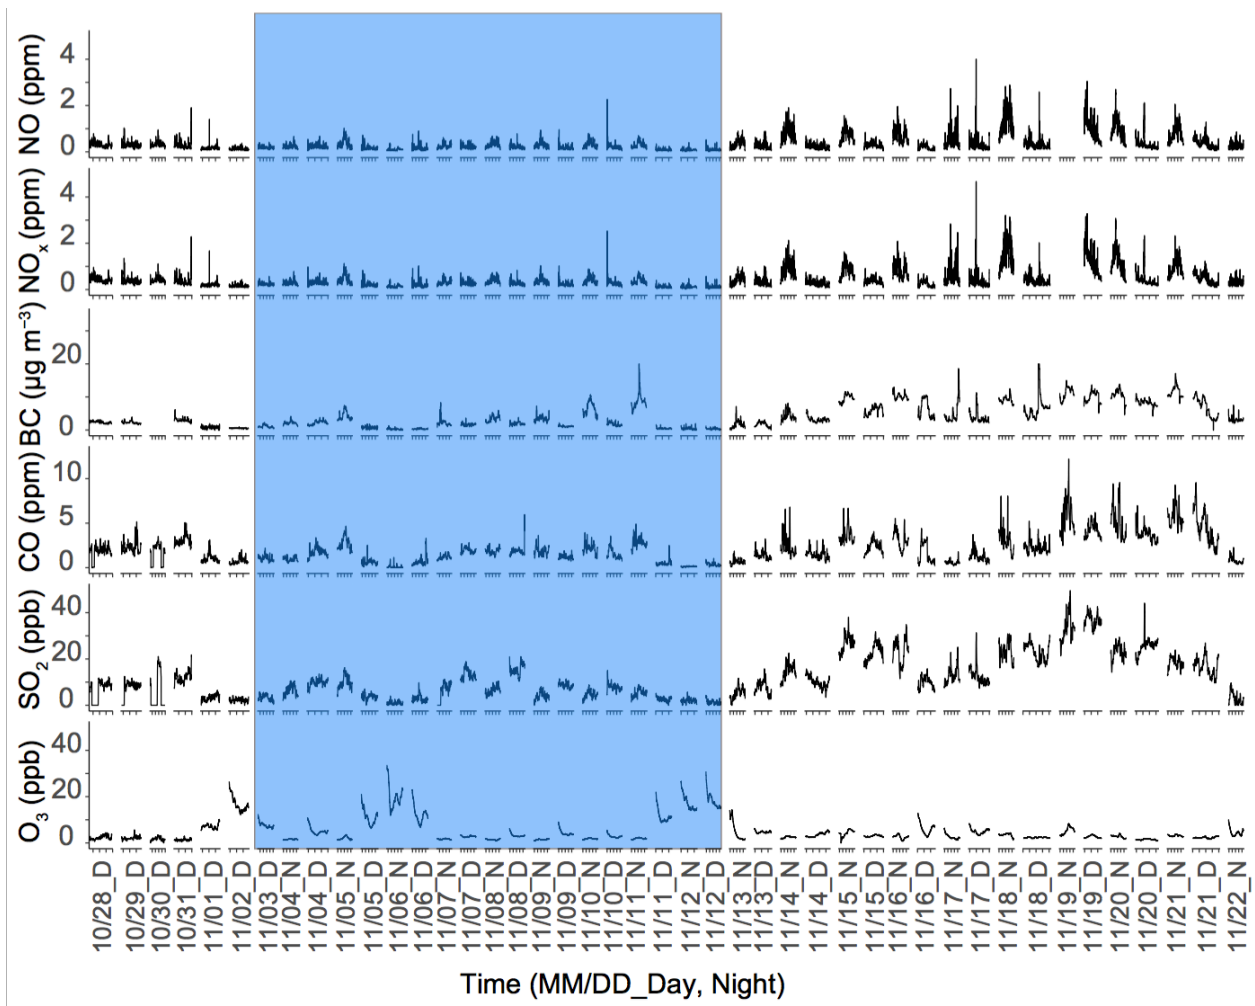 NO (ppm)
4
2
0
NOx (ppm)
4
2
0
BC (μg m−3)
20
0
CO (ppm)
10
5
0
SO2 (ppb)
40
20
0
O3 (ppb)
40
20
0
10/28_D
10/29_D
10/30_D
10/31_D
11/01_D
11/02_D
11/03_D
11/04_N
11/04_D
11/05_N
11/05_D
11/06_N
11/06_D
11/07_N
11/07_D
11/08_N
11/08_D
11/09_N
11/09_D
11/10_N
11/10_D
11/11_N
11/11_D
11/12_N
11/12_D
11/13_N
11/13_D
11/14_N
11/14_D
11/15_N
11/15_D
11/16_N
11/16_D
11/17_N
11/17_D
11/18_N
11/18_D
11/19_N
11/19_D
11/20_N
11/20_D
11/21_N
11/21_D
11/22_N
Time (MM/DD_Day, Night)